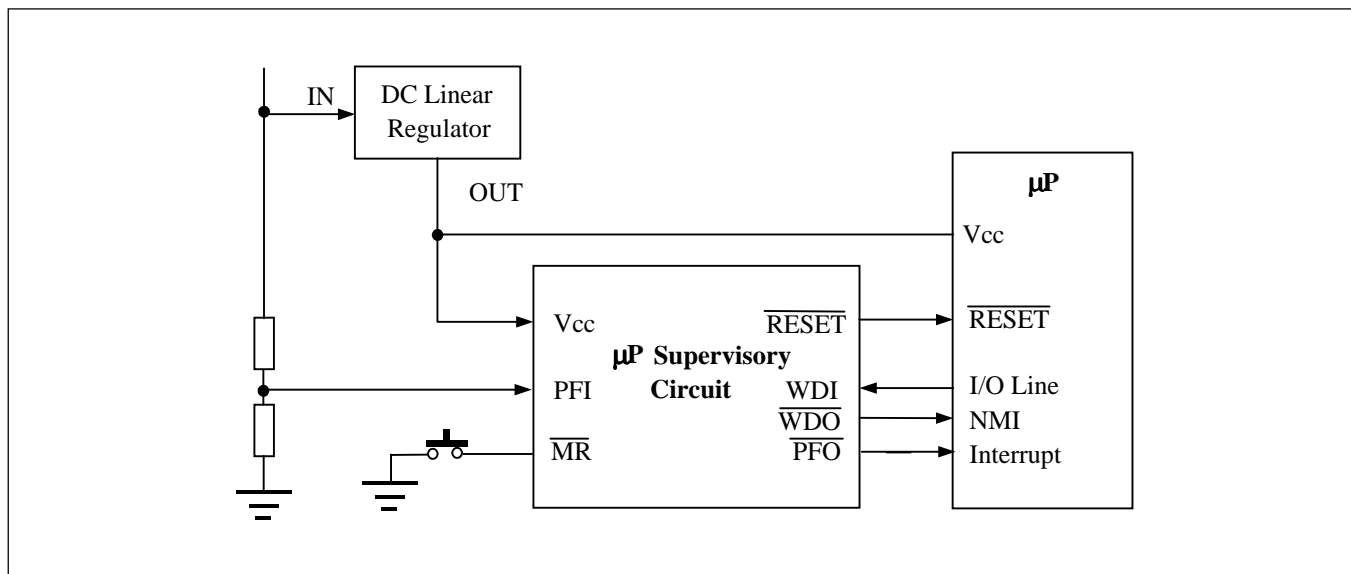 IN
DC Linear
Regulator
OUT
μP
Vcc
Vcc
RESET
RESET
μP Supervisory
Circuit
PFI
WDI
I/O Line
WDO
NMI
MR
PFO
Interrupt